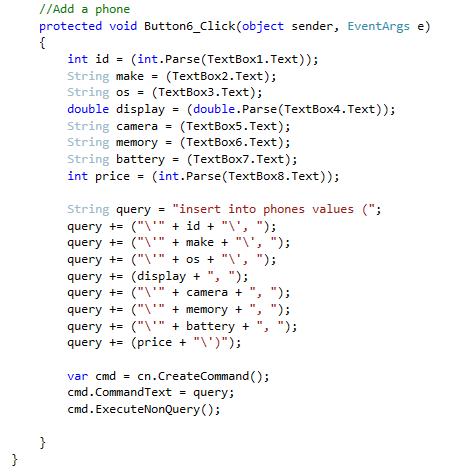 //Add a phone
protected void Button6_Click(object sender, EventArgs e)
{
int id = (int.Parse(TextBox1.Text));
String make = (TextBox2.Text);
String os = (TextBox3.Text);
double display = (double.Parse(TextBox4.Text));
String camera = (TextBox5.Text);
String memory = (TextBox6.Text);
String battery = (TextBox7.Text);
int price = (int.Parse(TextBox8.Text));
String query = "insert into phones values (";
query += ("\'" + id + "\', ");
query += ("\'" + make + "\', ");
query += ("\'" + os + "\', ");
query += (display + ", ");
query += ("\'" + camera + ", ");
query += ("\'" + memory + ", ");
query += ("\'" + battery + ", ");
query += (price + "\')");
var cmd = cn.CreateCommand();
cmd.CommandText = query;
cmd.ExecuteNonQuery();
}
}